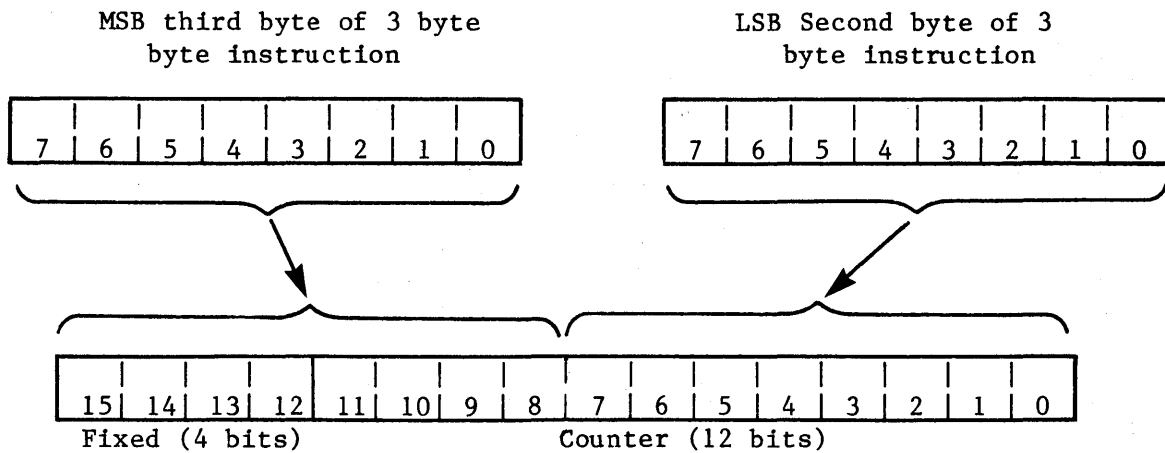 MSB third byte of 3 byte
byte instruction
LSB Second byte of 3
byte instruction
7 6 5 4 3 2 1 0
7 6 5 4 3 2 1 0
15 14 13 12 11 10 9 8 7 6 5 4 3 2 1 0
Fixed (4 bits)
Counter (12 bits)